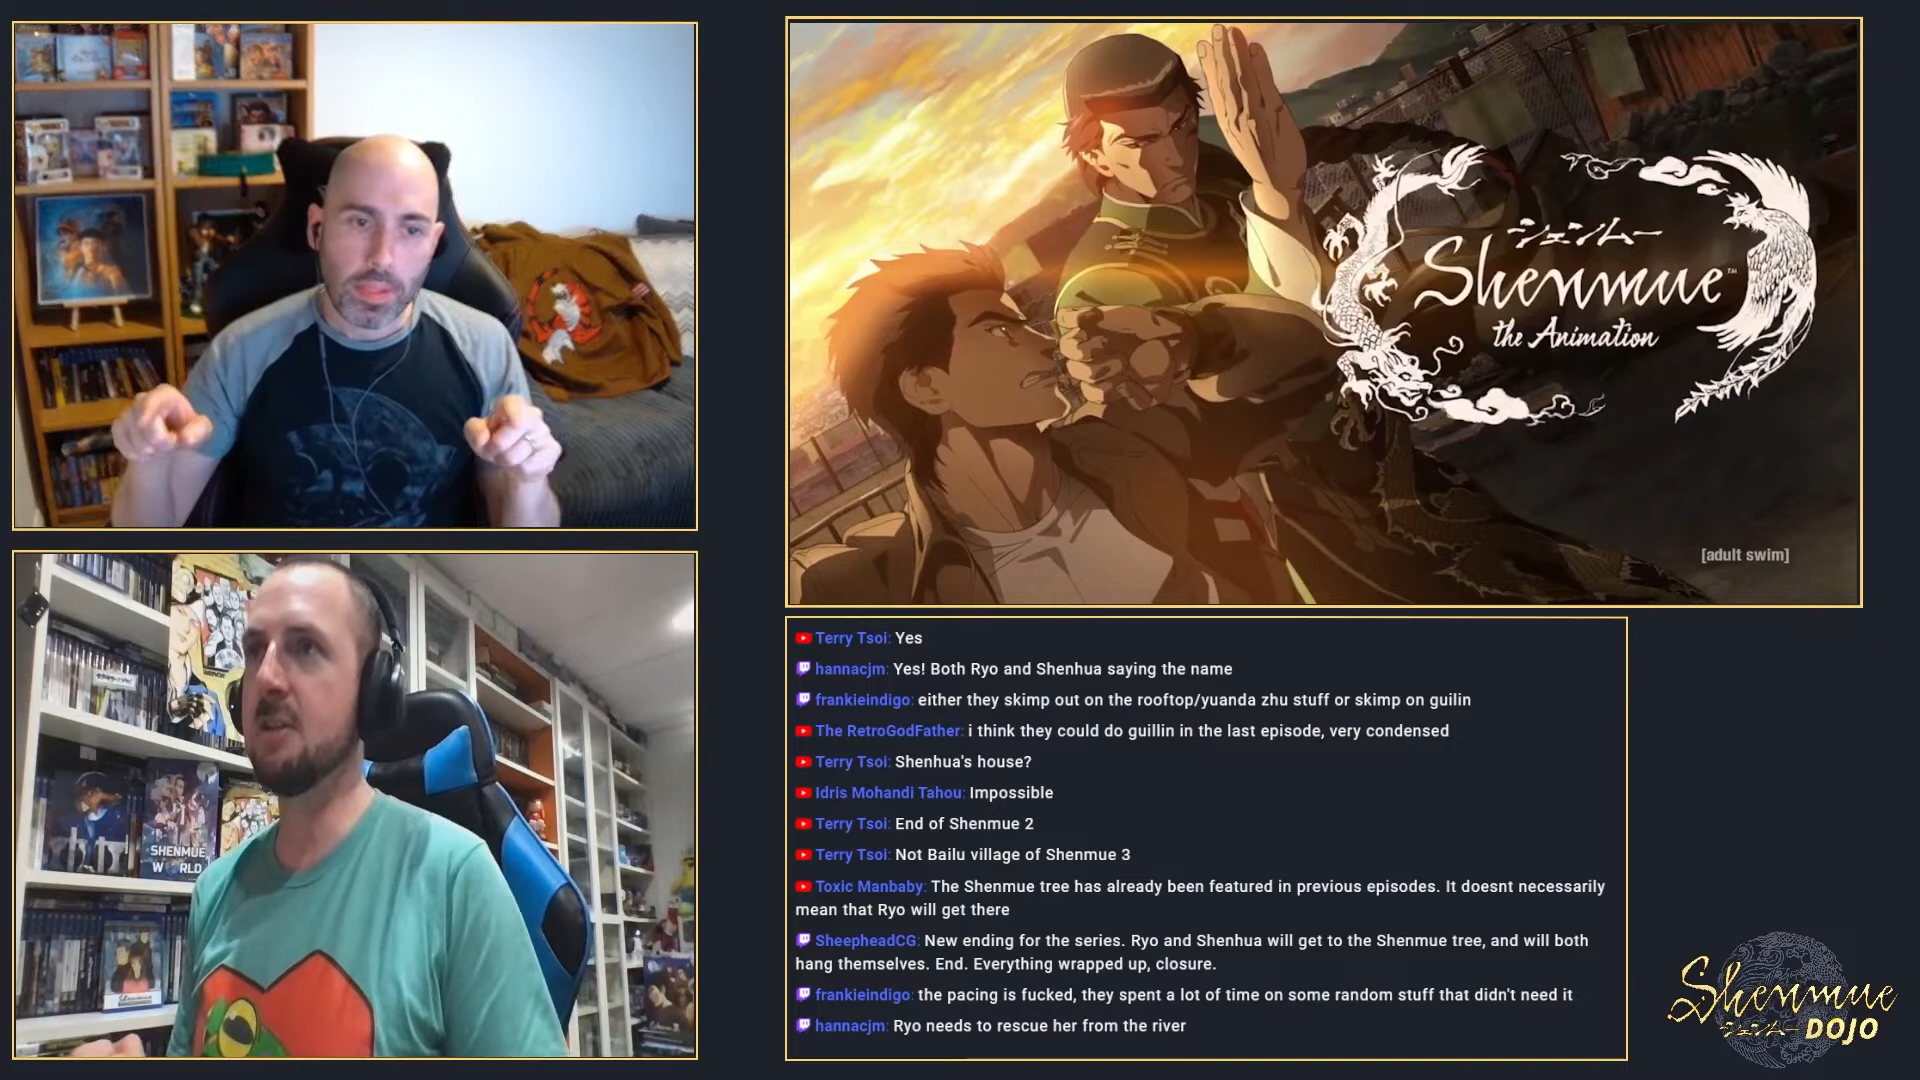 シェンムー
Shenmue™
the Animation
[adult swim]
SHENMUE
W RLD
Terry Tsoi: Yes
hannacjm: Yes! Both Ryo and Shenhua saying the name
frankieindigo: either they skimp out on the rooftop/yuanda zhu stuff or skimp on guilin
The RetroGodFather: i think they could do guillin in the last episode, very condensed
Terry Tsoi: Shenhua's house?
Idris Mohandi Tahou: Impossible
Terry Tsoi: End of Shenmue 2
Terry Tsoi: Not Bailu village of Shenmue 3
Toxic Manbaby: The Shenmue tree has already been featured in previous episodes. It doesnt necessarily
mean that Ryo will get there
SheepheadCG: New ending for the series. Ryo and Shenhua will get to the Shenmue tree, and will both
hang themselves. End. Everything wrapped up, closure.
frankieindigo: the pacing is fucked, they spent a lot of time on some random stuff that didn't need it
hannacjm: Ryo needs to rescue her from the river
Shenmue
シェンムー DOJO